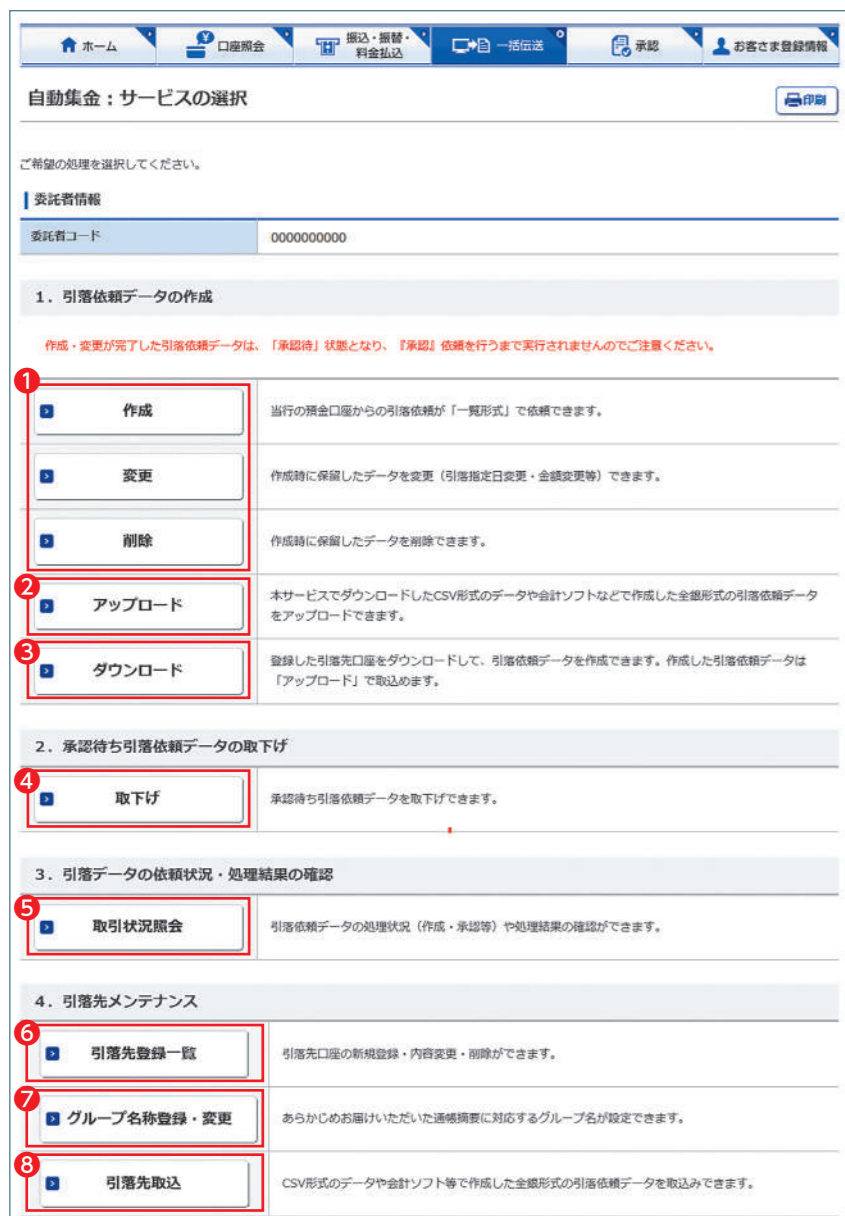 ホーム
口座照会
振込・振替・
料金払込
一括伝送
承認
お客さま登録情報
自動集金：サービスの選択
印刷
ご希望の処理を選択してください。
委託者情報
委託者コード
0000000000
1．引落依頼データの作成
作成・変更が完了した引落依頼データは、「承認待」状態となり、『承認』依頼を行うまで実行されませんのでご注意ください。
1
作成
当行の預金口座からの引落依頼が「一覧形式」で依頼できます。
変更
作成時に保留したデータを変更（引落指定日変更・金額変更等）できます。
削除
作成時に保留したデータを削除できます。
2
アップロード
本サービスでダウンロードしたCSV形式のデータや会計ソフトなどで作成した全銀形式の引落依頼データ
をアップロードできます。
3
ダウンロード
登録した引落先口座をダウンロードして、引落依頼データを作成できます。作成した引落依頼データは
「アップロード」で取込めます。
2．承認待ち引落依頼データの取下げ
4
取下げ
承認待ち引落依頼データを取下げできます。
3．引落データの依頼状況・処理結果の確認
5
取引状況照会
引落依頼データの処理状況（作成・承認等）や処理結果の確認ができます。
4．引落先メンテナンス
6
引落先登録一覧
引落先口座の新規登録・内容変更・削除ができます。
7
グループ名称登録・変更
あらかじめお届けいただいた通帳摘要に対応するグループ名が設定できます。
8
引落先取込
CSV形式のデータや会計ソフト等で作成した全銀形式の引落依頼データを取込みできます。